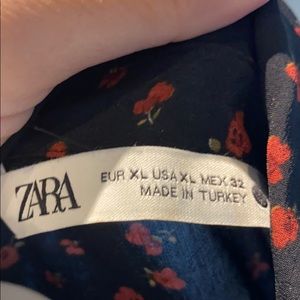 ZARA
EUR XL USA XL MEX 32
MADE IN TURKEY